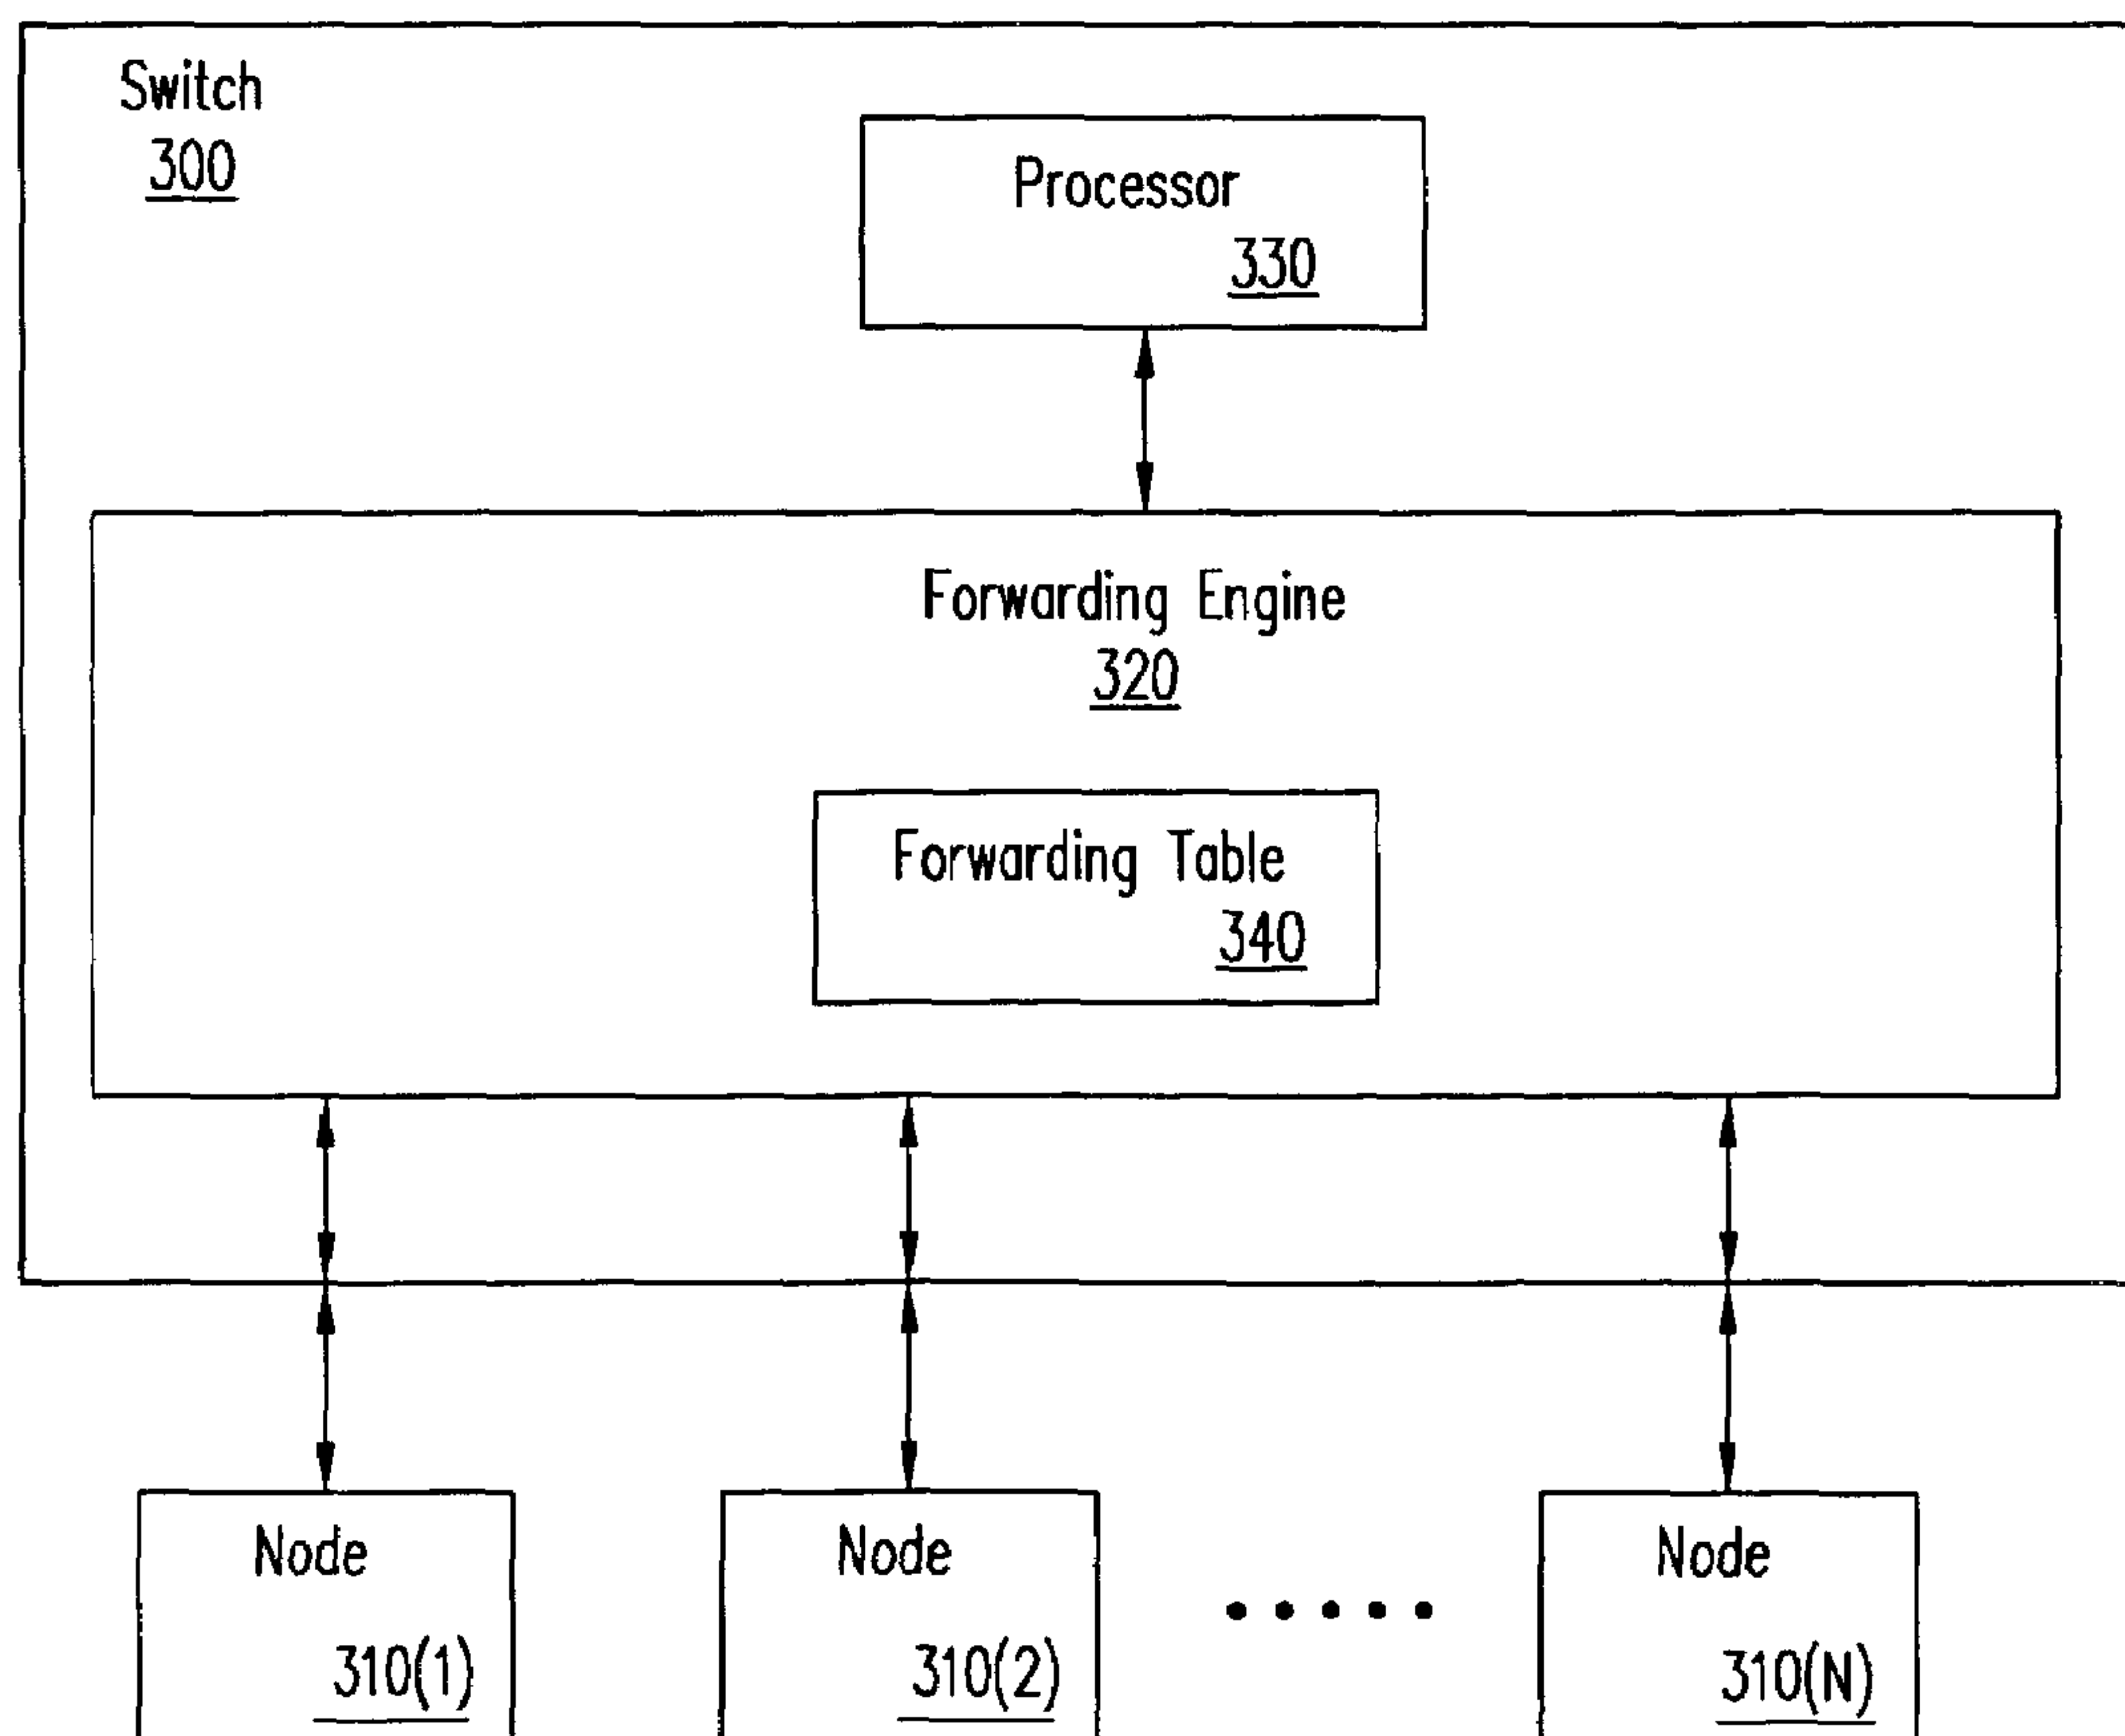 Switch
300
Processor
330
Forwarding Engine
320
Forwarding Table
340
Node
310(1)
Node
310(2)
Node
310(N)